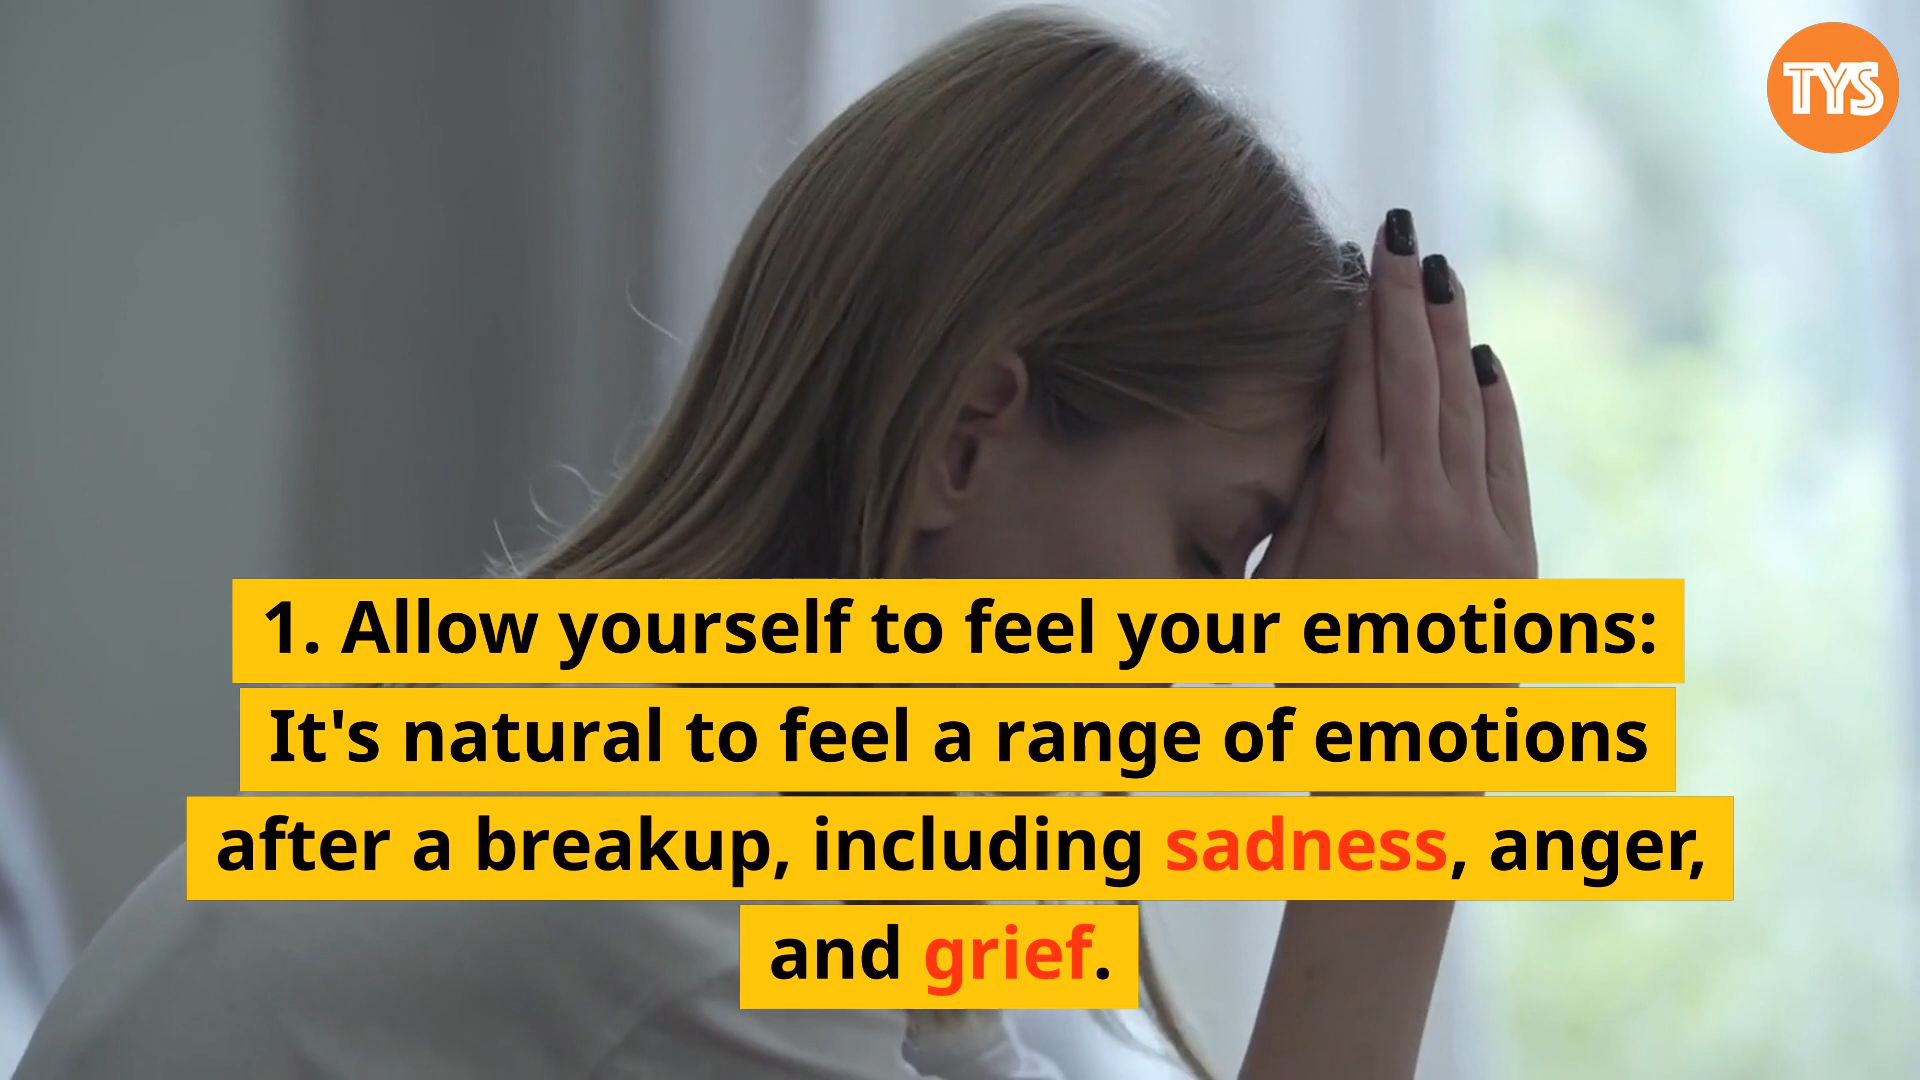 TYS
1. Allow yourself to feel your emotions:
It's natural to feel a range of emotions
after a breakup, including sadness, anger,
and grief.